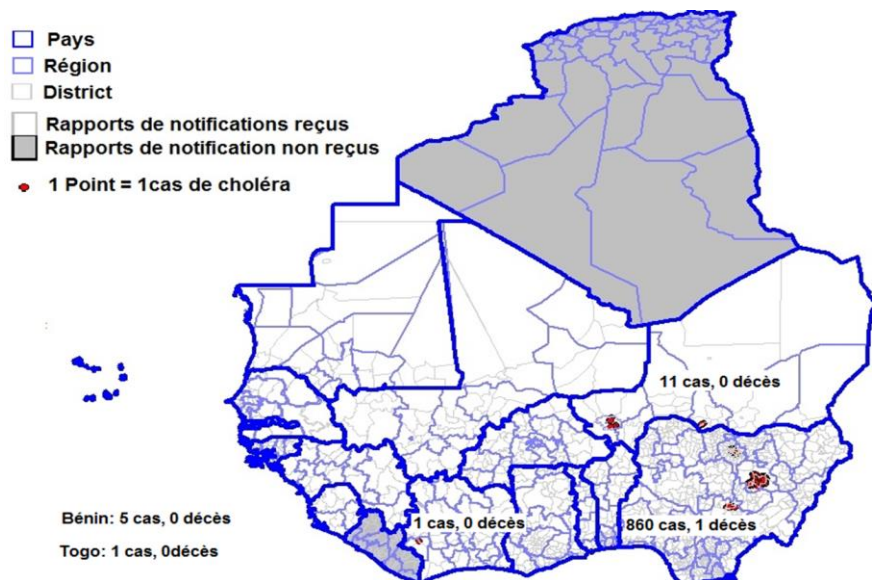 Pays
Région
District
Rapports de notifications reçus
Rapports de notification non reçus
1 Point = 1cas de choléra
11 cas, 0 décès
Bénin: 5 cas, 0 décès
1 cas, 0 décès
860 cas, 1 décès
Togo: 1 cas, 0décès